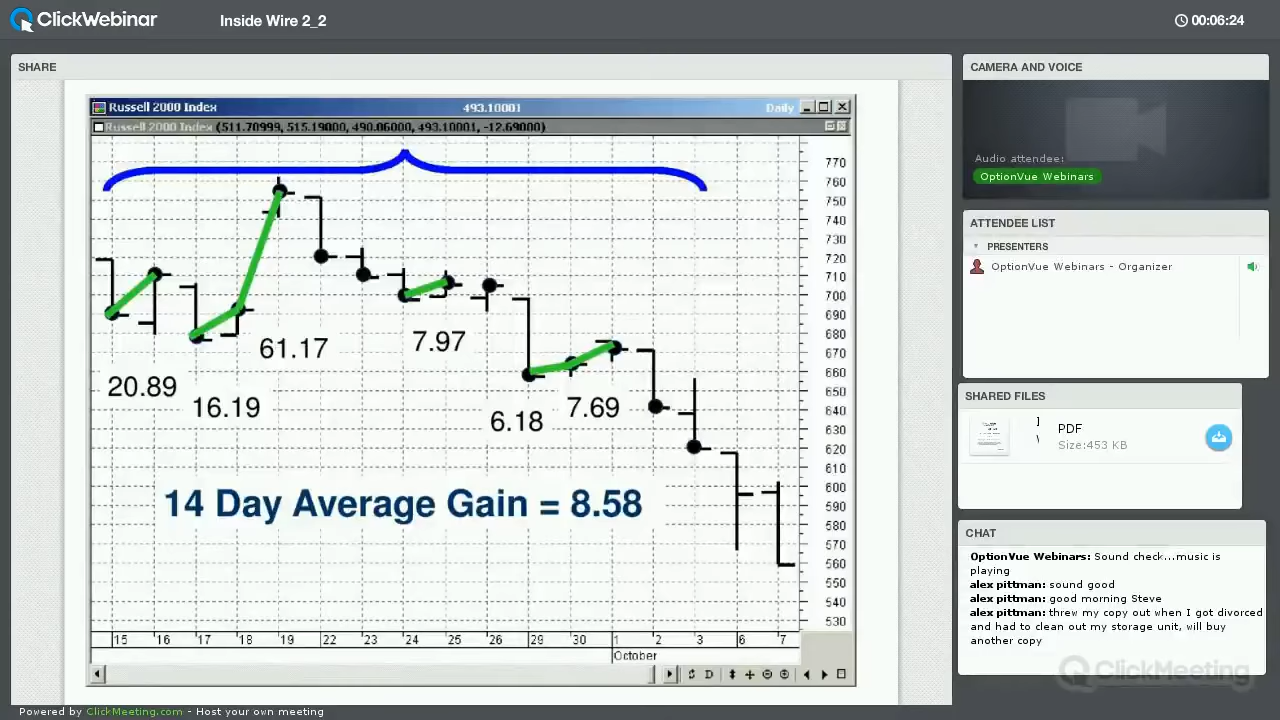 ClickWebinar
Inside Wire 2_2
00:06:24
SHARE
Russell 2000 Index
493.10001
Daily
Russell 2000 Index (511.70999, 515.19000, 490.06000, 493.10001, -12.69000)
770
760
750
740
730
720
710
700
690
680
670
660
650
640
630
620
610
600
590
580
570
560
550
540
530
20.89
16.19
61.17
7.97
6.18
7.69
14 Day Average Gain = 8.58
15 16 17 18 19 22 23 24 25 26 29 30 1 2 3 6 7
October
D
CAMERA AND VOICE
Audio attendee:
OptionVue Webinars
ATTENDEE LIST
PRESENTERS
OptionVue Webinars - Organizer
SHARED FILES
PDF
Size:453 KB
CHAT
OptionVue Webinars: Sound check...music is
playing
alex pittman: sound good
alex pittman: good morning Steve
alex pittman: threw my copy out when I got divorced
and had to clean out my storage unit, will buy
another copy
ClickMeeting
Powered by ClickMeeting.com - Host your own meeting